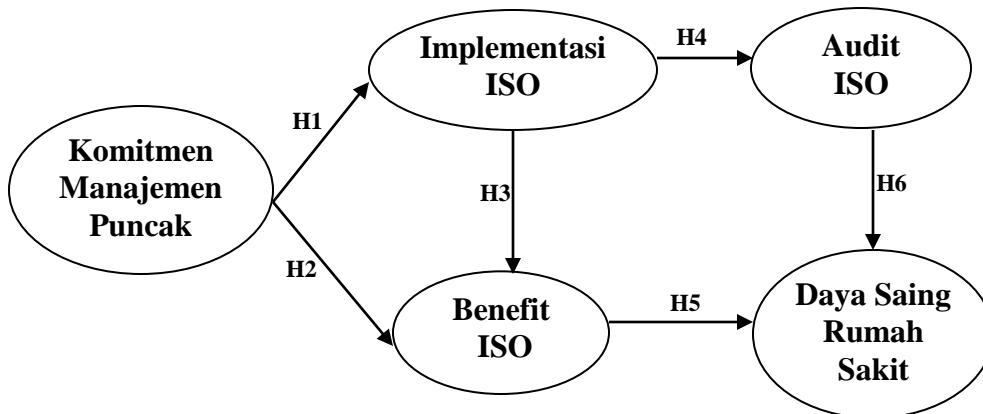 Implementasi
ISO
H4
Audit
ISO
H1
Komitmen
Manajemen
Puncak
H3
H6
H2
Benefit
ISO
H5
Daya Saing
Rumah
Sakit